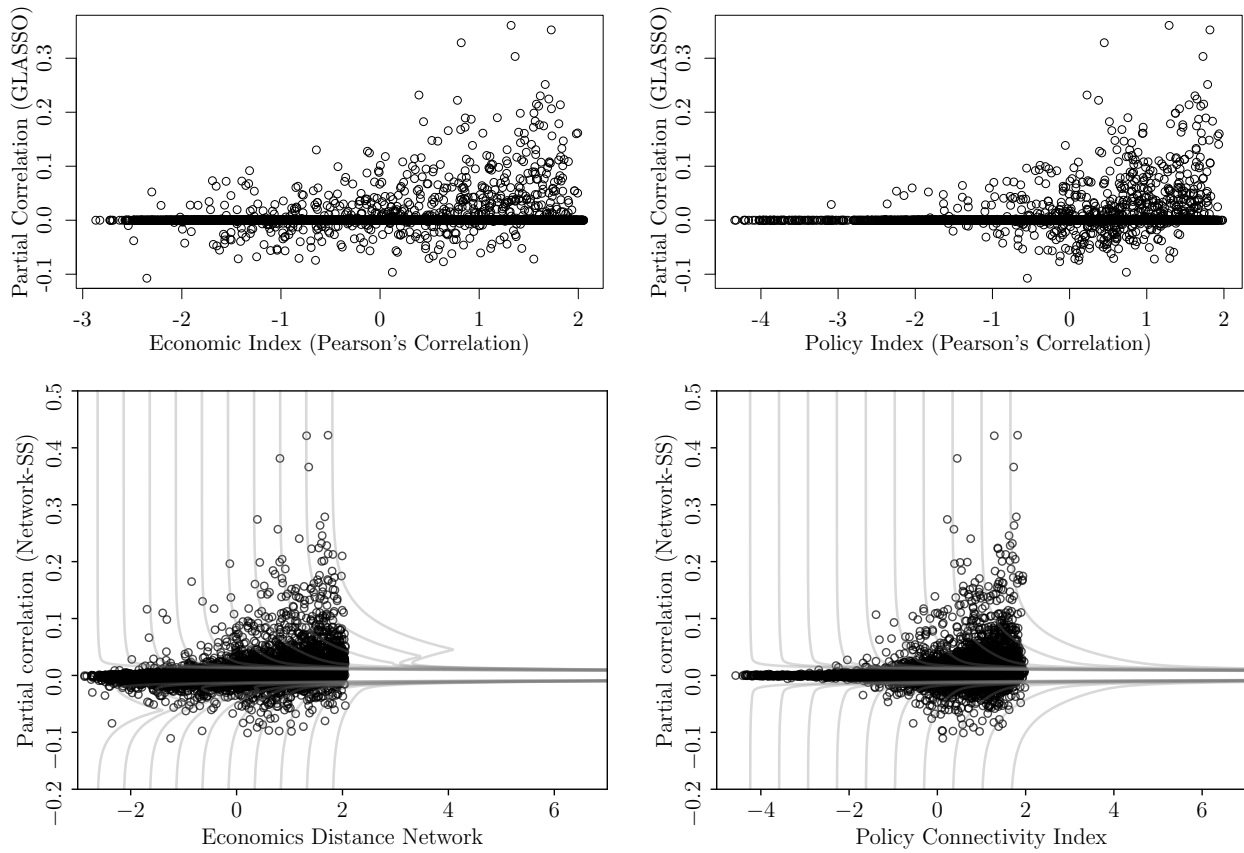 Partial Correlation (GLASSO)
-0.1 0.0 0.1 0.2 0.3
-3 -2 -1 0 1 2
Economic Index (Pearson's Correlation)
Partial Correlation (GLASSO)
-0.1 0.0 0.1 0.2 0.3
-4 -3 -2 -1 0 1 2
Policy Index (Pearson's Correlation)
Partial correlation (Network-SS)
−0.2 −0.1 0.0 0.1 0.2 0.3 0.4 0.5
−2 0 2 4 6
Economics Distance Network
Partial correlation (Network-SS)
−0.2 −0.1 0.0 0.1 0.2 0.3 0.4 0.5
−4 −2 0 2 4 6
Policy Connectivity Index